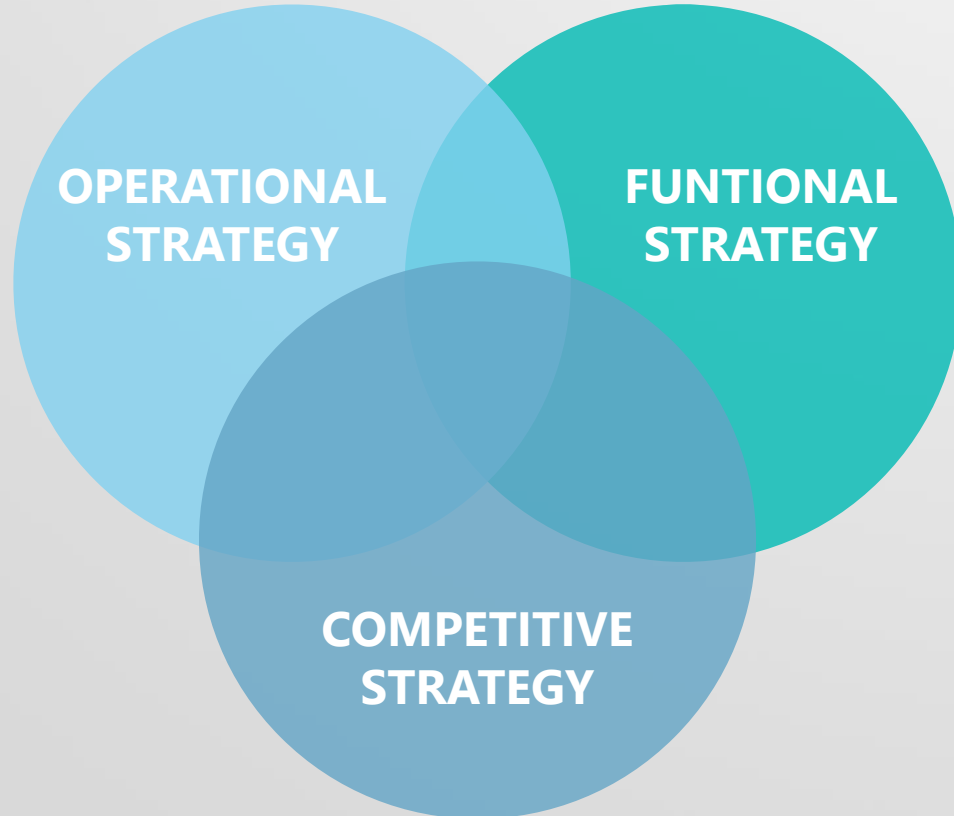 OPERATIONAL
STRATEGY
FUNTIONAL
STRATEGY
COMPETITIVE
STRATEGY